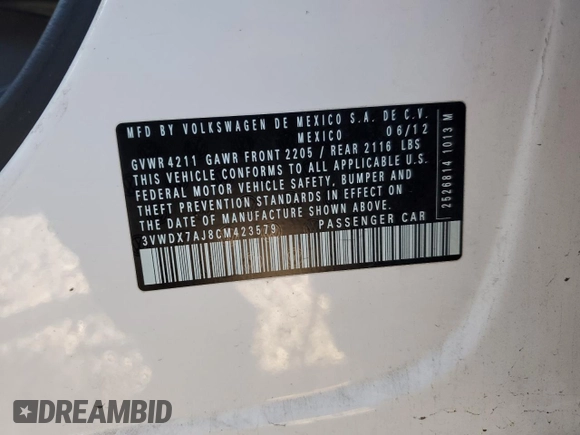 MFD BY VOLKSWAGEN DE MEXICO S.A. DE C.V.
MEXICO 06/12
GVWR 4211 GAWR FRONT 2205 / REAR 2116 LBS
THIS VEHICLE CONFORMS TO ALL APPLICABLE
FEDERAL MOTOR VEHICLE SAFETY, BUMPER AND
THEFT PREVENTION STANDARDS IN EFFECT ON
THE DATE OF MANUFACTURE SHOWN ABOVE.
3VWDX7AJ8CM423579 PASSENGER CAR
2526814 1013 M
DREAMBID